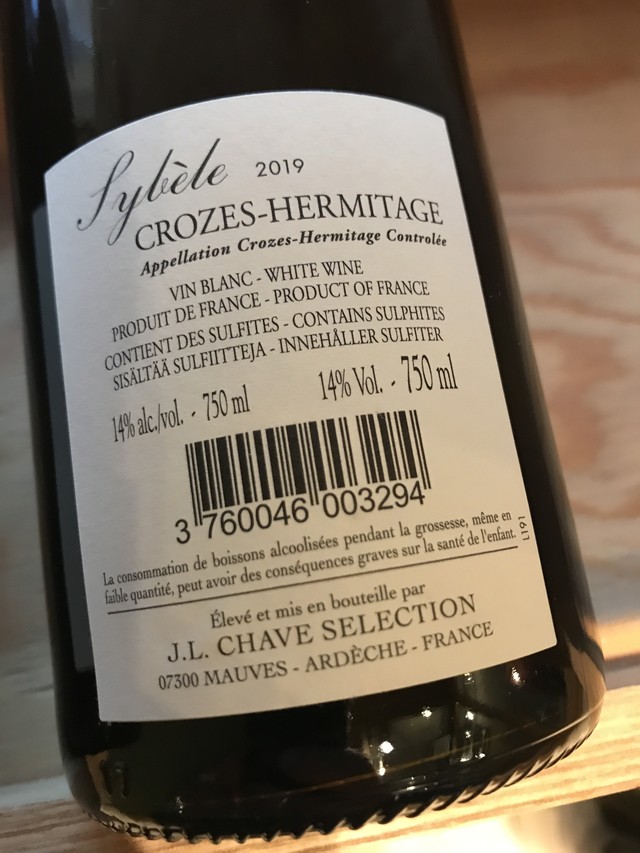 Sybèle 2019
CROZES-HERMITAGE
Appellation Crozes-Hermitage Controlée
VIN BLANC - WHITE WINE
PRODUIT DE FRANCE - PRODUCT OF FRANCE
CONTIENT DES SULFITES - CONTAINS SULPHITES
SISÄLTÄÄ SULFIITTEJA - INNEHÅLLER SULFITER
14% alc./vol. - 750 ml 14% Vol. - 750 ml
3 760046 003294
La consommation de boissons alcoolisées pendant la grossesse, même en
faible quantité, peut avoir des conséquences graves sur la santé de l'enfant.
L191
Élevé et mis en bouteille par
J.L. CHAVE SELECTION
07300 MAUVES - ARDÈCHE - FRANCE